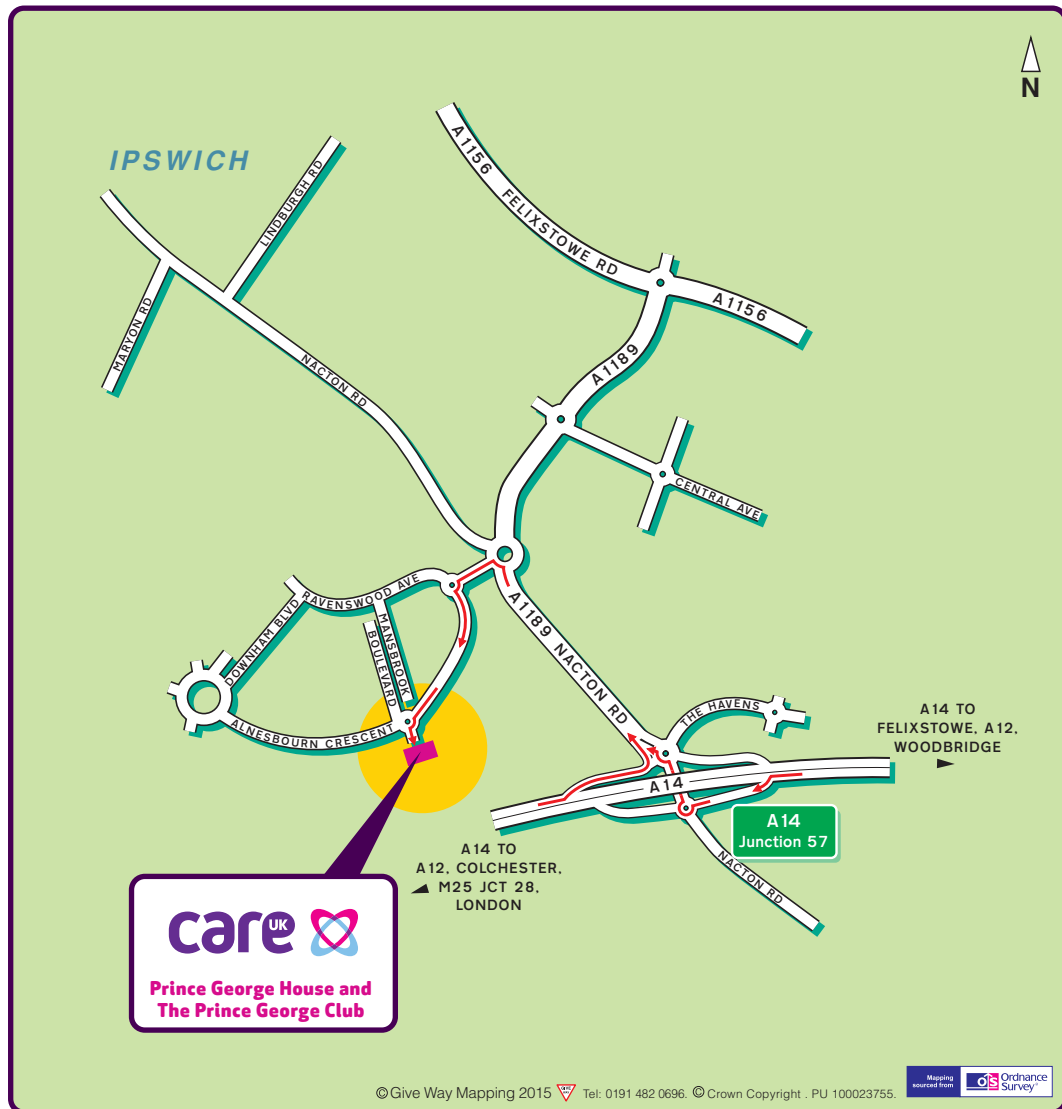 N
IPSWICH
LINDBURGH RD
MARYON RD
NACTON RD
A1156 FELIXSTOWE RD
A1156
A1189
CENTRAL AVE
RAVENSWOOD AVE
DOWNHAM BLVD
MANSBROOK
BOULEVARD
ALNESBOURN CRESCENT
A1189 NACTON RD
THE HAVENS
A14 TO
FELIXSTOWE, A12,
WOODBRIDGE
A14
A14
Junction 57
NACTON RD
A14 TO
A12, COLCHESTER,
M25 JCT 28,
LONDON
care UK
Prince George House and
The Prince George Club
©Give Way Mapping 2015 GIVE WAY Tel: 0191 482 0696. © Crown Copyright . PU 100023755.
Mapping
sourced from
OS Ordnance
Survey®